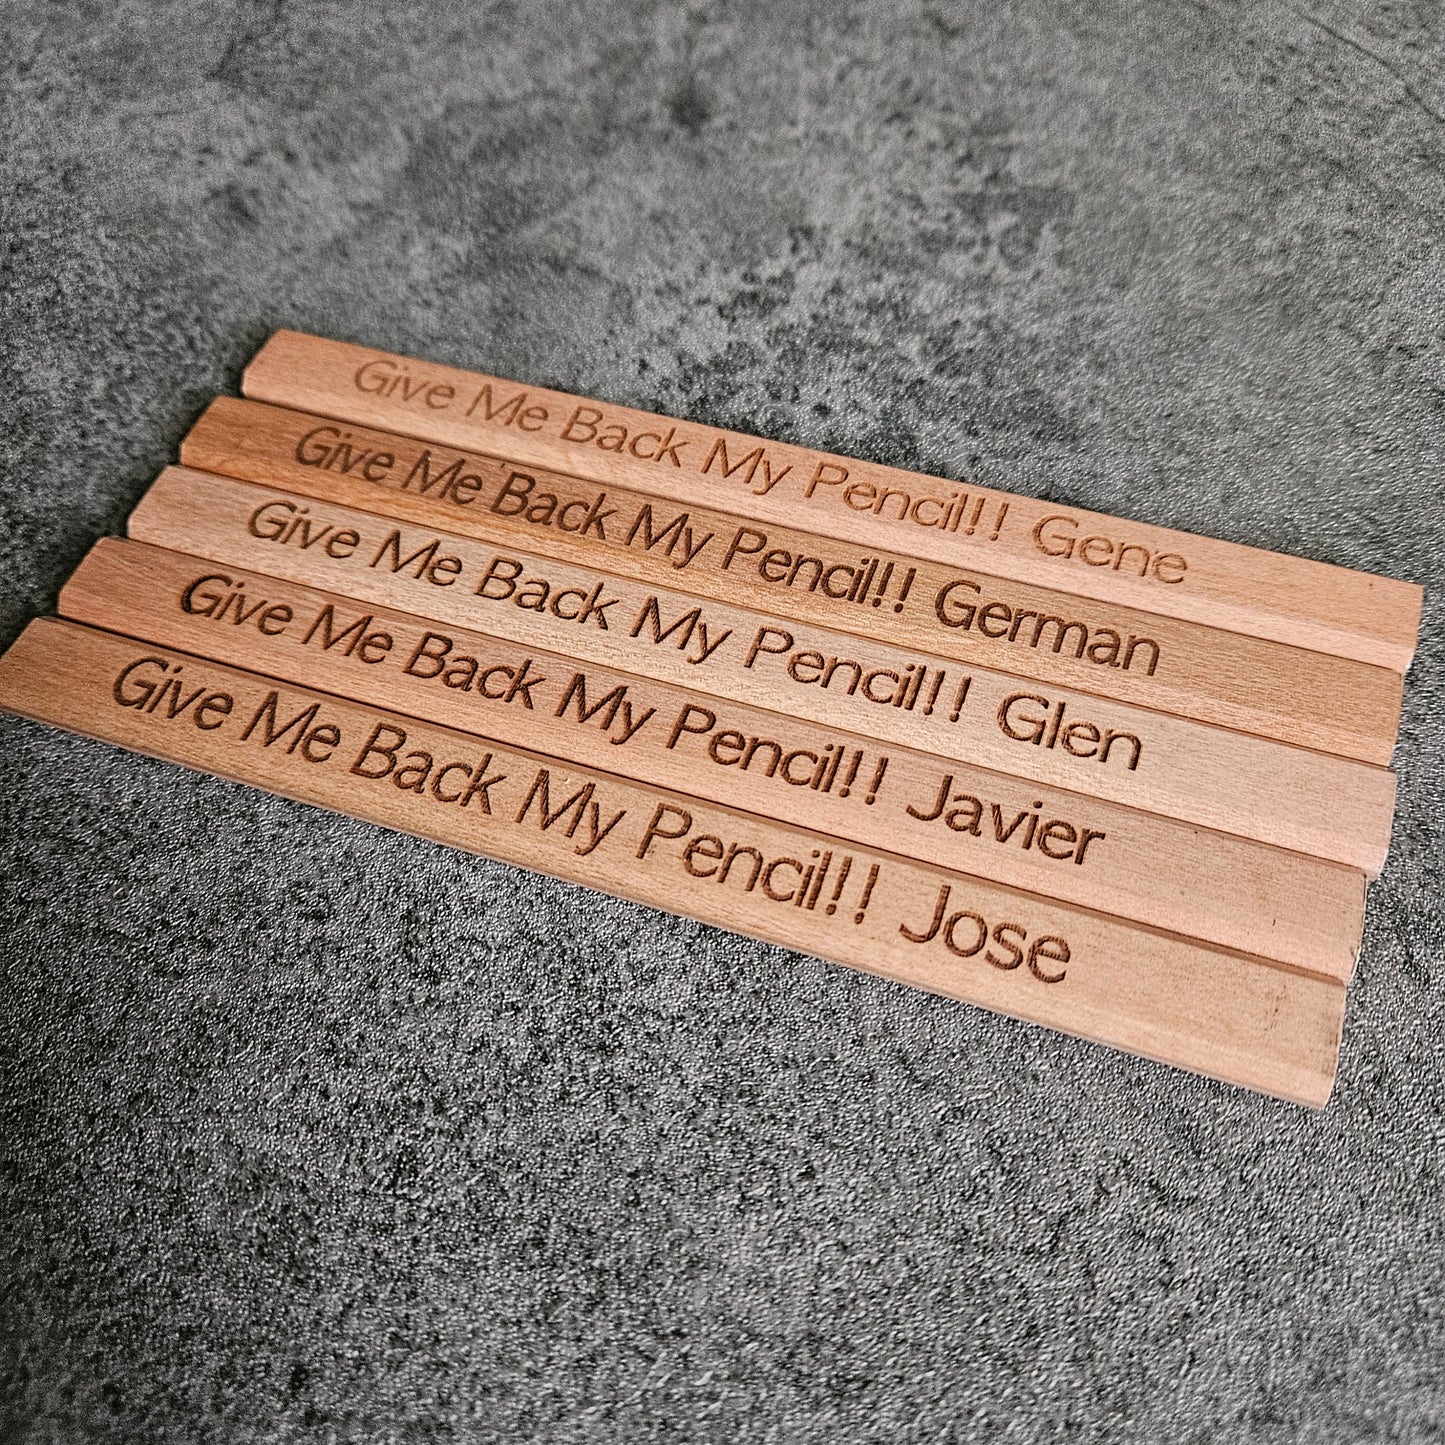 Give Me Back My Pencil!! Gene
Give Me Back My Pencil!! German
Give Me Back My Pencil!! Glen
Give Me Back My Pencil!! Javier
Give Me Back My Pencil!! Jose